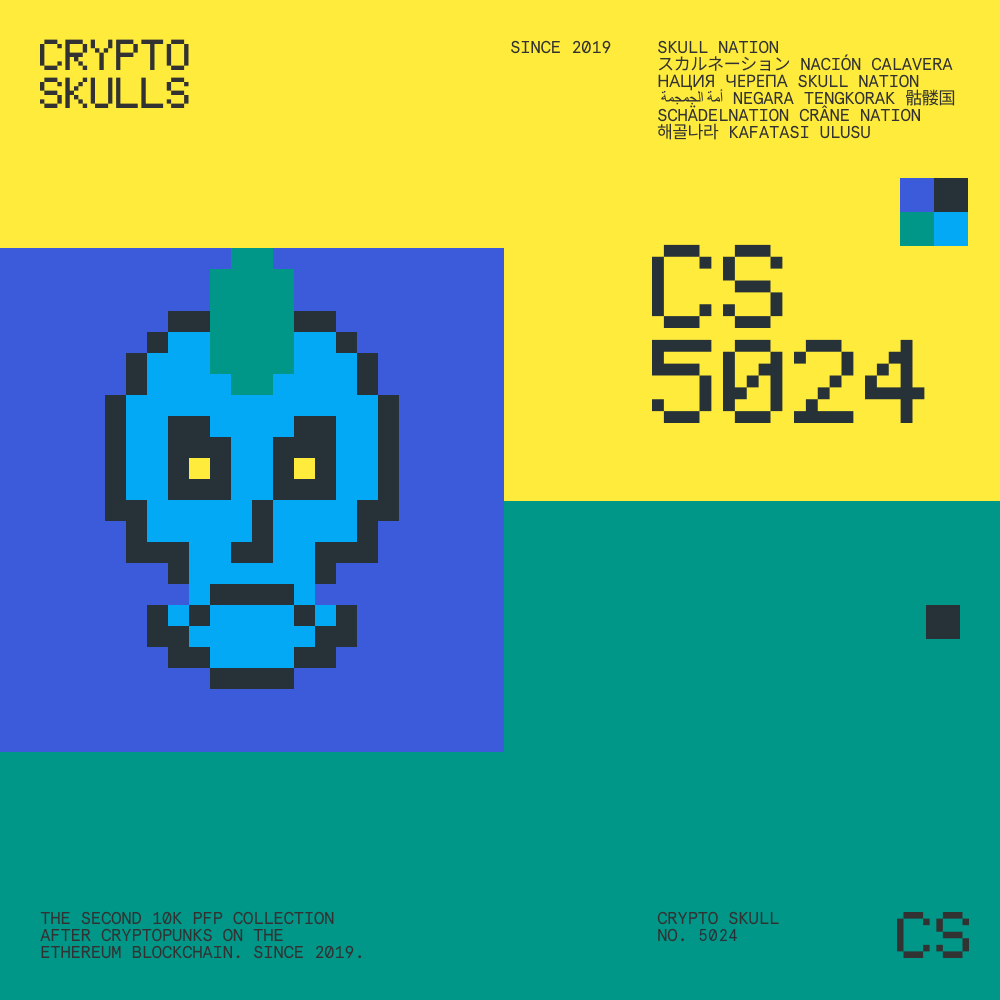 CRYPTO
SKULLS
SINCE 2019
SKULL NATION
スカルネーション NACIÓN CALAVERA
НАЦИЯ ЧЕРЕПА SKULL NATION
أمة الجمجمة NEGARA TENGKORAK 骷髅国
SCHÄDELNATION CRÂNE NATION
해골나라 KAFATASI ULUSU
CS
5024
THE SECOND 10K PFP COLLECTION
AFTER CRYPTOPUNKS ON THE
ETHEREUM BLOCKCHAIN. SINCE 2019.
CRYPTO SKULL
NO. 5024
CS